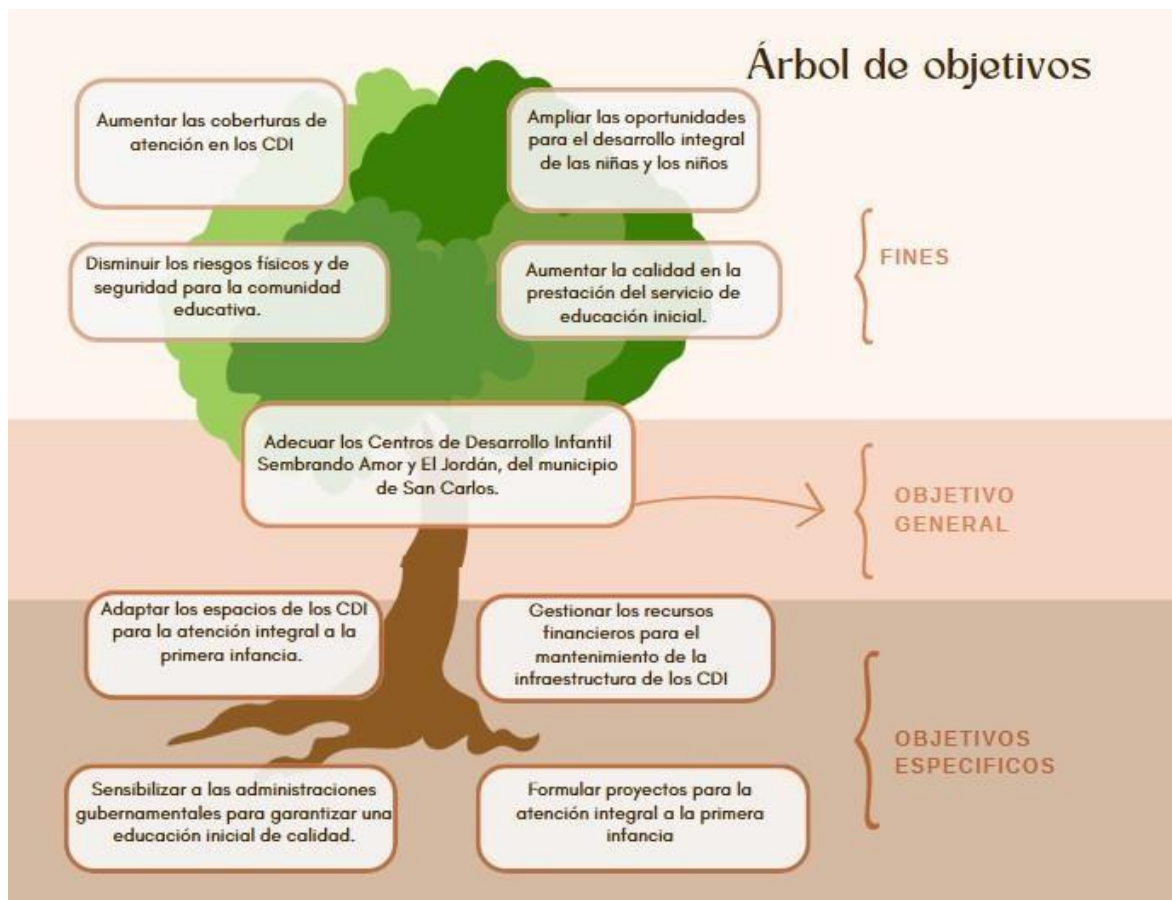 Árbol de objetivos
Aumentar las coberturas de
atención en los CDI
Ampliar las oportunidades
para el desarrollo integral
de las niñas y los niños
Disminuir los riesgos físicos y de
seguridad para la comunidad
educativa.
Aumentar la calidad en la
prestación del servicio de
educación inicial.
FINES
Adecuar los Centros de Desarrollo Infantil
Sembrando Amor y El Jordán, del municipio
de San Carlos.
OBJETIVO
GENERAL
Adaptar los espacios de los CDI
para la atención integral a la
primera infancia.
Gestionar los recursos
financieros para el
mantenimiento de la
infraestructura de los CDI
Sensibilizar a las administraciones
gubernamentales para garantizar una
educación inicial de calidad.
Formular proyectos para la
atención integral a la primera
infancia
OBJETIVOS
ESPECIFICOS